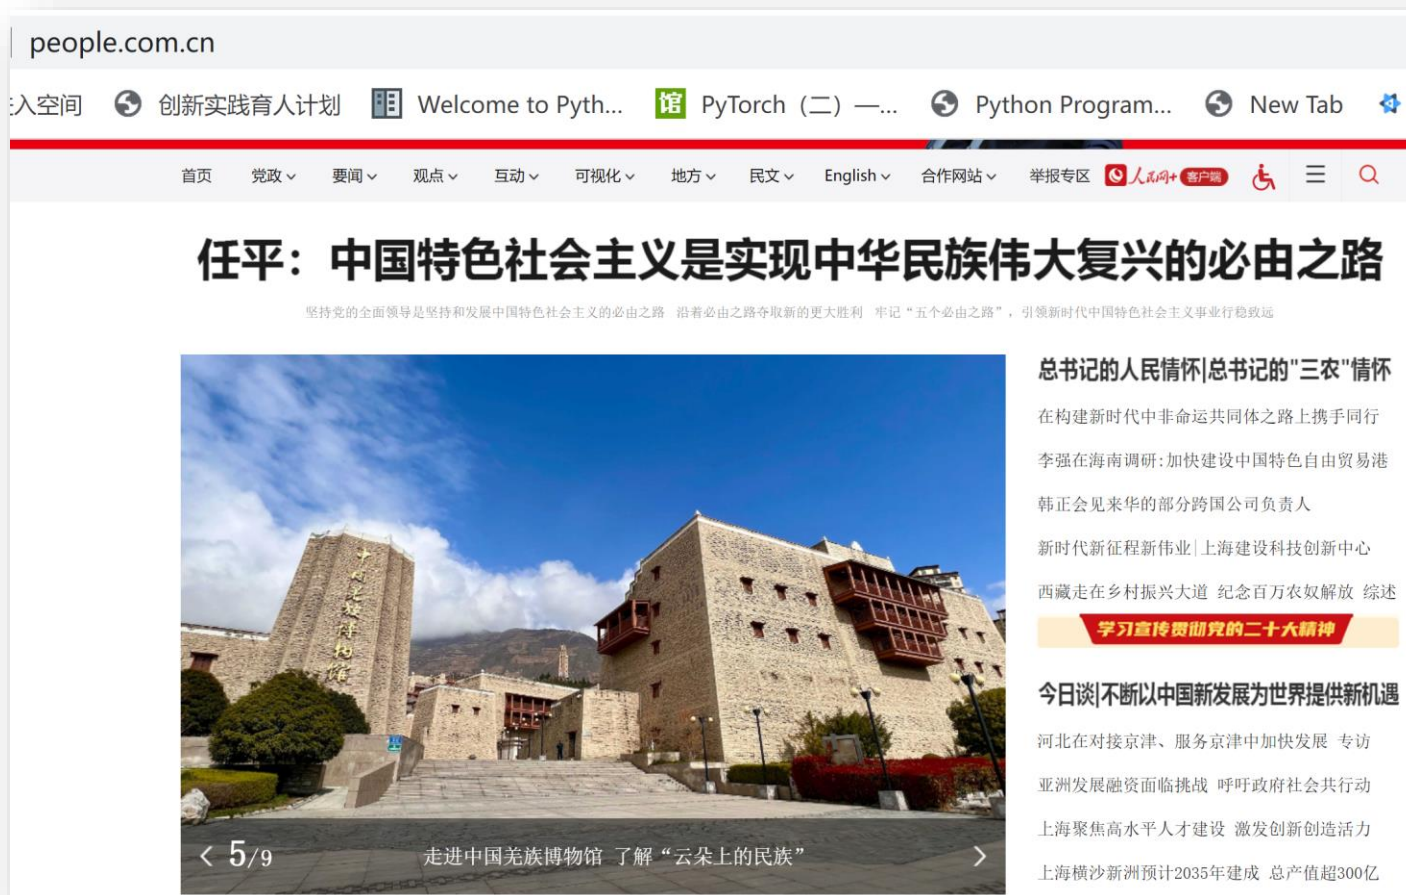 people.com.cn
入空间 创新实践育人计划 Welcome to Pyth... PyTorch（二）—... Python Program... New Tab
首页 党政 要闻 观点 互动 可视化 地方 民文 English 合作网站 举报专区 人民网+ 客户端
任平：中国特色社会主义是实现中华民族伟大复兴的必由之路
坚持党的全面领导是坚持和发展中国特色社会主义的必由之路 沿着必由之路夺取新的更大胜利 牢记“五个必由之路”，引领新时代中国特色社会主义事业行稳致远
中国羌族博物馆
5/9 走进中国羌族博物馆 了解“云朵上的民族”
总书记的人民情怀|总书记的"三农"情怀
在构建新时代中非命运共同体之路上携手同行
李强在海南调研:加快建设中国特色自由贸易港
韩正会见来华的部分跨国公司负责人
新时代新征程新伟业|上海建设科技创新中心
西藏走在乡村振兴大道 纪念百万农奴解放 综述
学习宣传贯彻党的二十大精神
今日谈|不断以中国新发展为世界提供新机遇
河北在对接京津、服务京津中加快发展 专访
亚洲发展融资面临挑战 呼吁政府社会共行动
上海聚焦高水平人才建设 激发创新创造活力
上海横沙新洲预计2035年建成 总产值超300亿